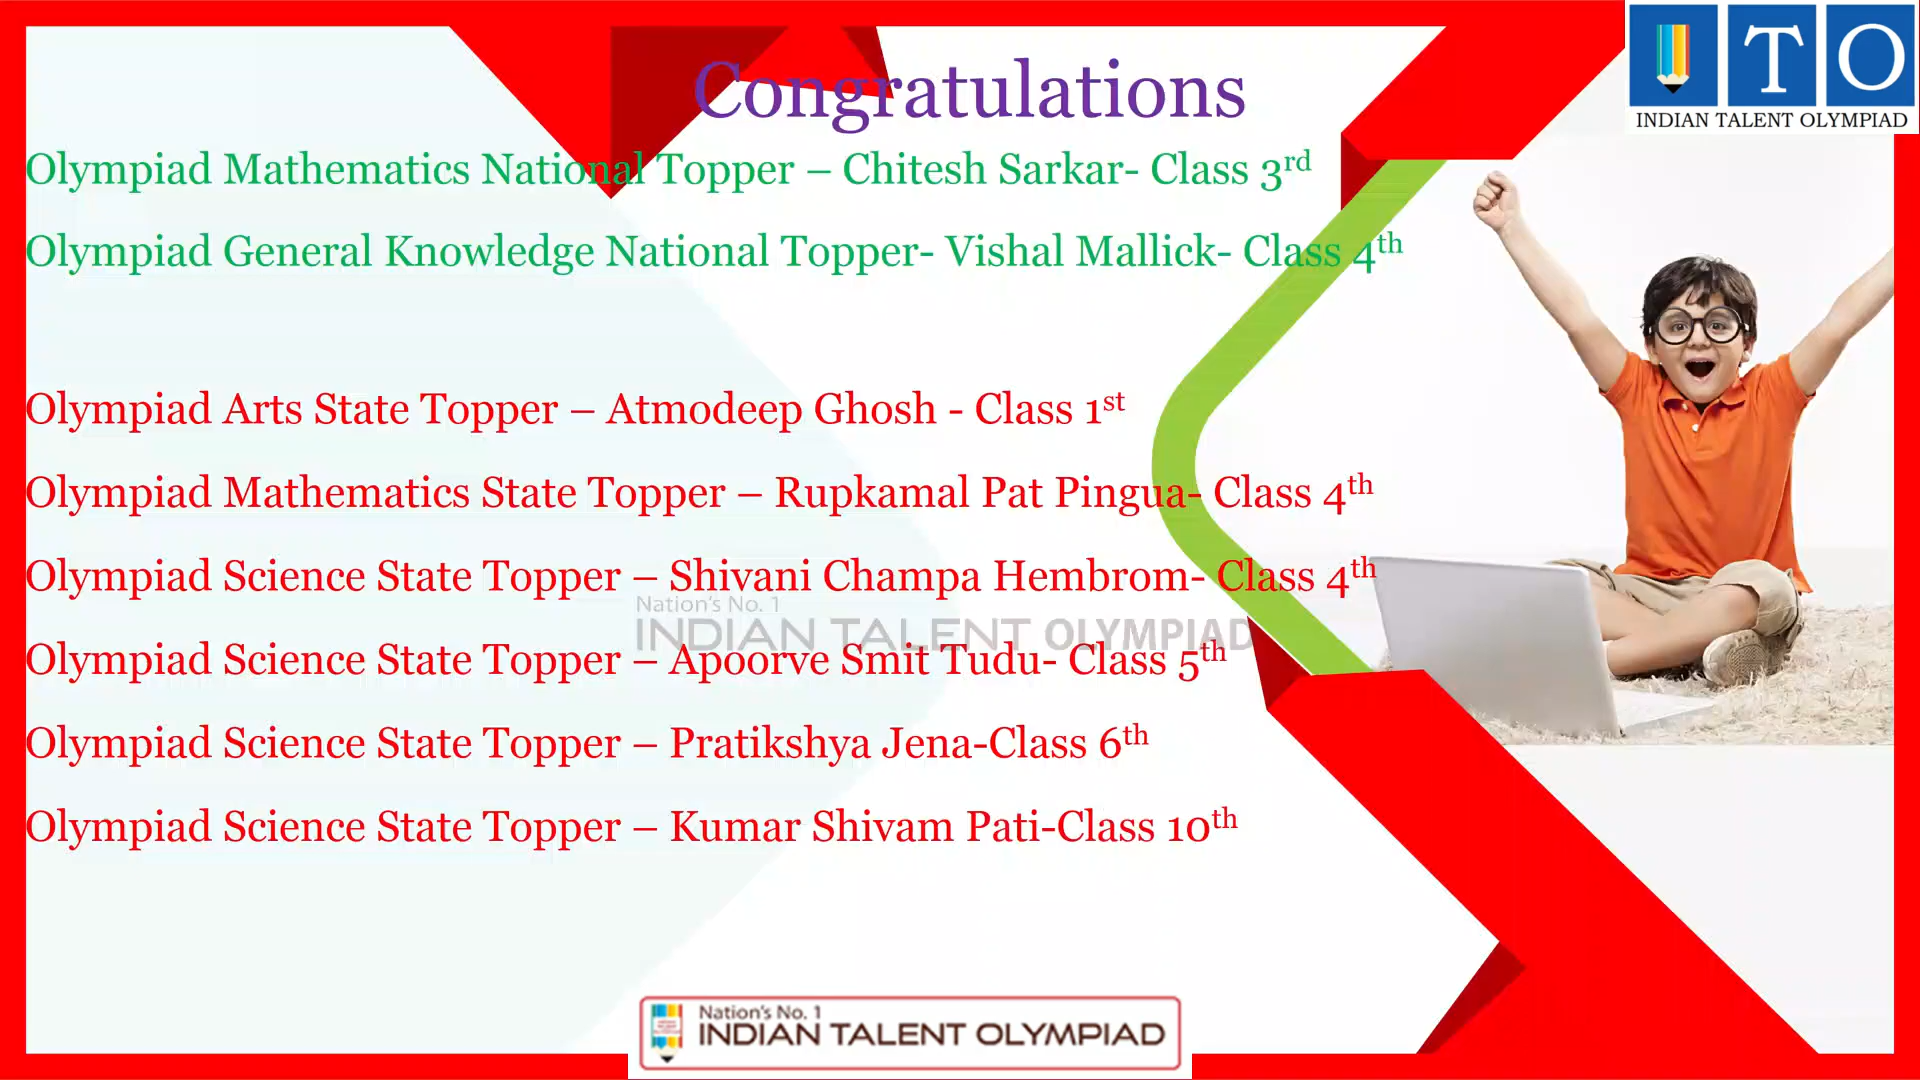 Congratulations
ITO
INDIAN TALENT OLYMPIAD
Olympiad Mathematics National Topper – Chitesh Sarkar- Class 3rd
Olympiad General Knowledge National Topper- Vishal Mallick- Class 4th
Olympiad Arts State Topper – Atmodeep Ghosh - Class 1st
Olympiad Mathematics State Topper – Rupkamal Pat Pingua- Class 4th
Olympiad Science State Topper – Shivani Champa Hembrom- Class 4th
Nation's No. 1
INDIAN TALENT OLYMPIAD
Olympiad Science State Topper – Apoorve Smit Tudu- Class 5th
Olympiad Science State Topper – Pratikshya Jena-Class 6th
Olympiad Science State Topper – Kumar Shivam Pati-Class 10th
Nation's No. 1
INDIAN TALENT OLYMPIAD